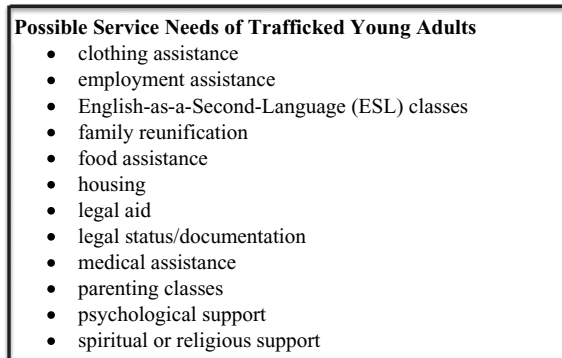 Possible Service Needs of Trafficked Young Adults
• clothing assistance
• employment assistance
• English-as-a-Second-Language (ESL) classes
• family reunification
• food assistance
• housing
• legal aid
• legal status/documentation
• medical assistance
• parenting classes
• psychological support
• spiritual or religious support